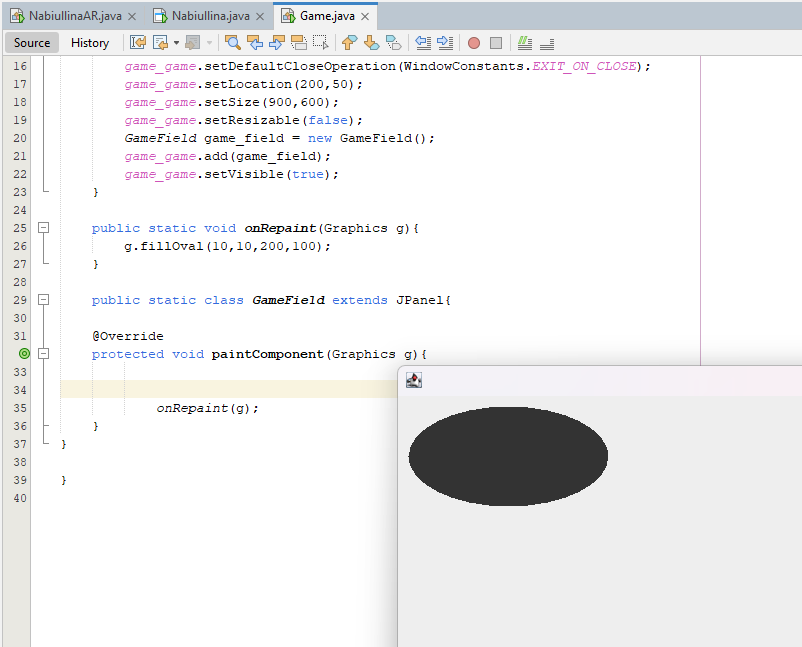 NabiullinaAR.java Nabiullina.java Game.java
Source History
16 game_game.setDefaultCloseOperation(WindowConstants.EXIT_ON_CLOSE);
17 game_game.setLocation(200,50);
18 game_game.setSize(900,600);
19 game_game.setResizable(false);
20 GameField game_field = new GameField();
21 game_game.add(game_field);
22 game_game.setVisible(true);
23 }
24
25 public static void onRepaint(Graphics g){
26 g.fillOval(10,10,200,100);
27 }
28
29 public static class GameField extends JPanel{
30
31 @Override
protected void paintComponent(Graphics g){
33
34
35 onRepaint(g);
36 }
37 }
38
39 }
40